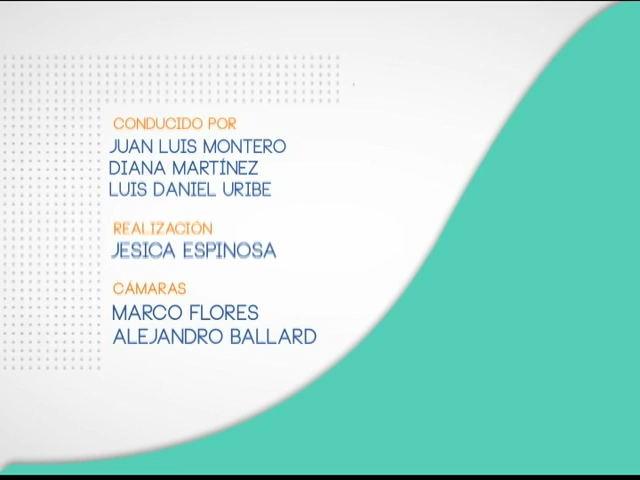 CONDUCIDO POR
JUAN LUIS MONTERO
DIANA MARTÍNEZ
LUIS DANIEL URIBE
REALIZACIÓN
JESICA ESPINOSA
CÁMARAS
MARCO FLORES
ALEJANDRO BALLARD